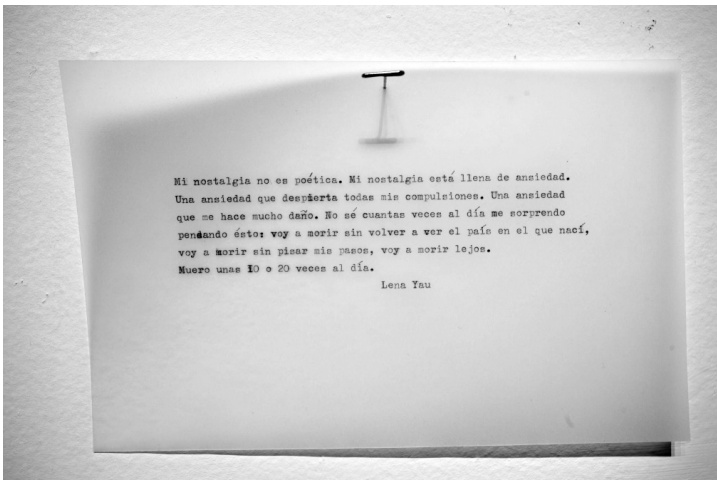 Mi nostalgia no es poética. Mi nostalgia está llena de ansiedad.
Una ansiedad que despierta todas mis compulsiones. Una ansiedad
que me hace mucho daño. No sé cuantas veces al día me sorprendo
pendando ésto: voy a morir sin volver a ver el país en el que nací,
voy a morir sin pisar mis pasos, voy a morir lejos.
Muero unas 10 o 20 veces al día.
Lena Yau